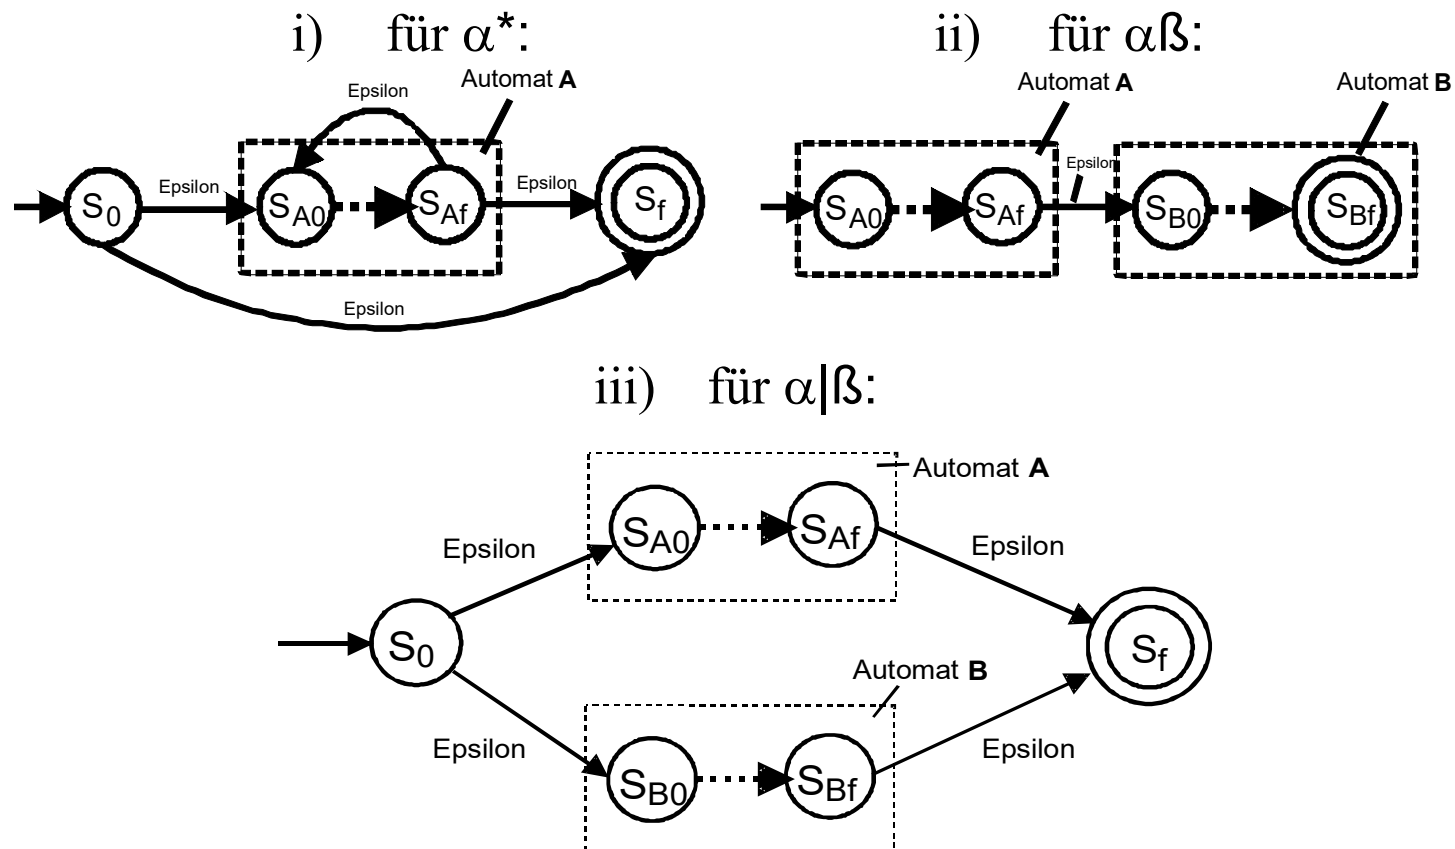 i) für α*:
ii) für αß:
Automat A
Epsilon
Automat A
Automat B
Epsilon
Epsilon
Epsilon
S0
SA0
SAf
Sf
SA0
SAf
SB0
SBf
Epsilon
iii) für α|ß:
Automat A
SA0
SAf
Epsilon
Epsilon
S0
Sf
Automat B
Epsilon
Epsilon
SB0
SBf